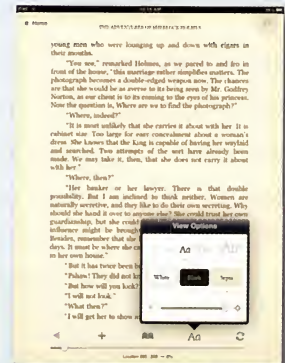 Home
THE ADVENTURES OF SHERLOCK HOLMES
young men who were lounging up and down with cigars in
their mouths.
"You see," remarked Holmes, as we paced to and fro in
front of the house, "this marriage rather simplifies matters. The
photograph becomes a double-edged weapon now. The chances
are that she would be as averse to its being seen by Mr. Godfrey
Norton, as our client is to its coming to the eyes of his princess.
Now the question is, Where are we to find the photograph?"
"Where, indeed?"
"It is most unlikely that she carries it about with her. It is
cabinet size. Too large for easy concealment about a woman's
dress. She knows that the King is capable of having her waylaid
and searched. Two attempts of the sort have already been
made. We may take it, then, that she does not carry it about
with her."
"Where, then?"
"Her banker or her lawyer. There is that double
possibility. But I am inclined to think neither. Women are
naturally secretive, and they like to do their own secreting. Why
should she hand it over to anyone else? She could trust her own
guardianship, but she could
influence might be brough
Besides, remember that she
days. It must be where she ca
in her own house."
"But it has twice been b
"Pshaw! They did not kn
"But how will you look?
"I will not look."
"What then?"
"I will get her to show m
View Options
Aa
White
Black
Sepia
Aa